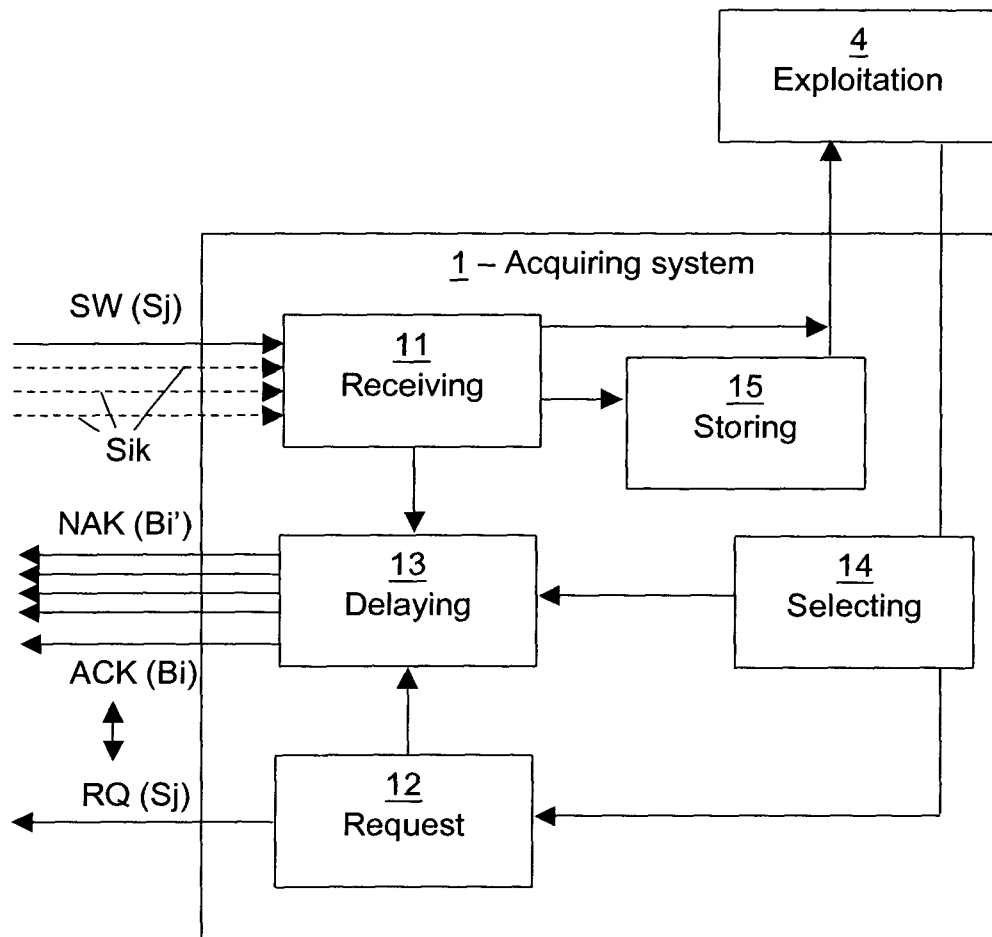 4
Exploitation
1 – Acquiring system
SW (Sj)
11
Receiving
15
Storing
Sik
NAK (Bi’)
13
Delaying
14
Selecting
ACK (Bi)
RQ (Sj)
12
Request